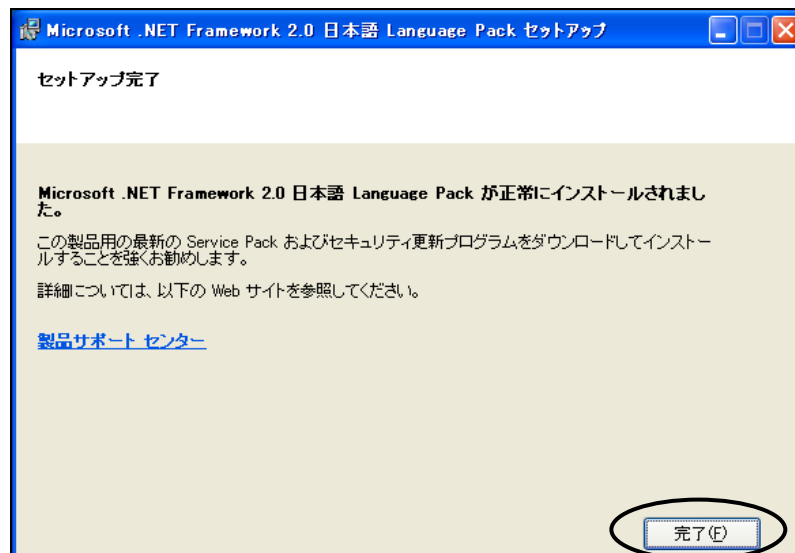 Microsoft .NET Framework 2.0 日本語 Language Pack セットアップ
セットアップ完了
Microsoft .NET Framework 2.0 日本語 Language Pack が正常にインストールされまし
た。
この製品用の最新の Service Pack およびセキュリティ更新プログラムをダウンロードしてインストー
ルすることを強くお勧めします。
詳細については、以下の Web サイトを参照してください。
製品サポート センター
完了(F)